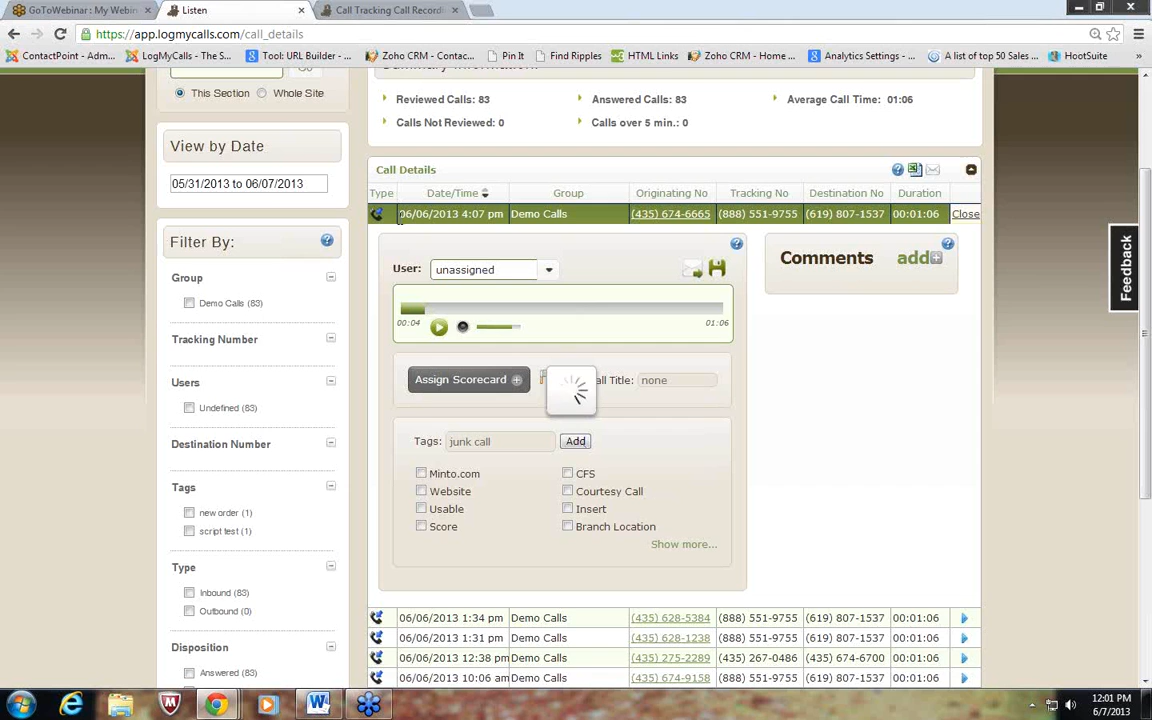 GoToWebinar : My Webin
Listen
Call Tracking Call Record
https://app.logmycalls.com/call_details
ContactPoint - Adm...
LogMyCalls - The S...
Tool: URL Builder - ...
Zoho CRM - Contac...
Pin It
Find Ripples
HTML Links
Zoho CRM - Home ...
Analytics Settings - ...
A list of top 50 Sales ...
HootSuite
»
This Section
Whole Site
Reviewed Calls: 83
Answered Calls: 83
Average Call Time: 01:06
Calls Not Reviewed: 0
Calls over 5 min.: 0
View by Date
05/31/2013 to 06/07/2013
Call Details
Type Date/Time Group Originating No Tracking No Destination No Duration
06/06/2013 4:07 pm Demo Calls (435) 674-6665 (888) 551-9755 (619) 807-1537 00:01:06 Close
Filter By:
Group
Demo Calls (83)
Tracking Number
Users
Undefined (83)
Destination Number
Tags
new order (1)
script test (1)
Type
Inbound (83)
Outbound (0)
Disposition
Answered (83)
User: unassigned
00:04
01:06
Assign Scorecard
all Title: none
Tags: junk call Add
Minto.com
CFS
Website
Courtesy Call
Usable
Insert
Score
Branch Location
Show more...
Comments add
Feedback
06/06/2013 1:34 pm Demo Calls (435) 628-5384 (888) 551-9755 (619) 807-1537 00:01:06
06/06/2013 1:31 pm Demo Calls (435) 628-1238 (888) 551-9755 (619) 807-1537 00:01:06
06/06/2013 12:38 pm Demo Calls (435) 275-2289 (435) 267-0486 (435) 674-6700 00:01:06
06/06/2013 10:06 am Demo Calls (435) 674-9158 (888) 551-9755 (619) 807-1537 00:01:06
12:01 PM
6/7/2013